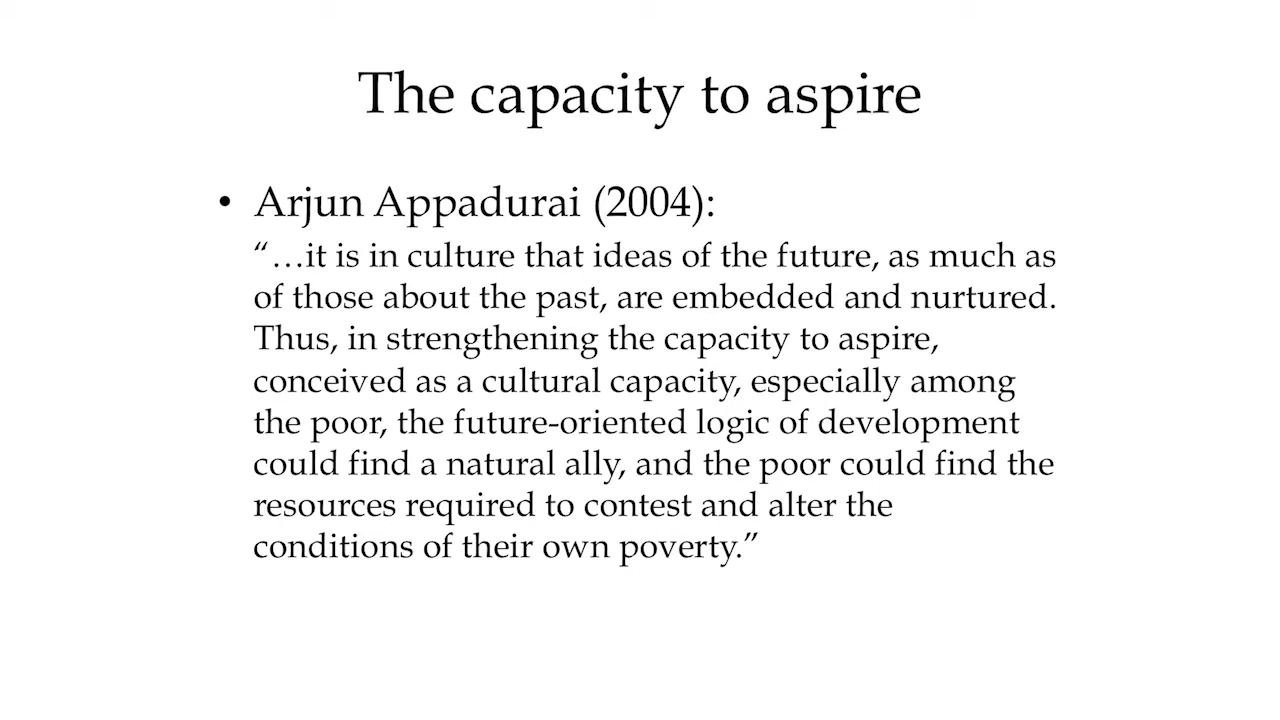 The capacity to aspire
• Arjun Appadurai (2004):
“…it is in culture that ideas of the future, as much as
of those about the past, are embedded and nurtured.
Thus, in strengthening the capacity to aspire,
conceived as a cultural capacity, especially among
the poor, the future-oriented logic of development
could find a natural ally, and the poor could find the
resources required to contest and alter the
conditions of their own poverty.”